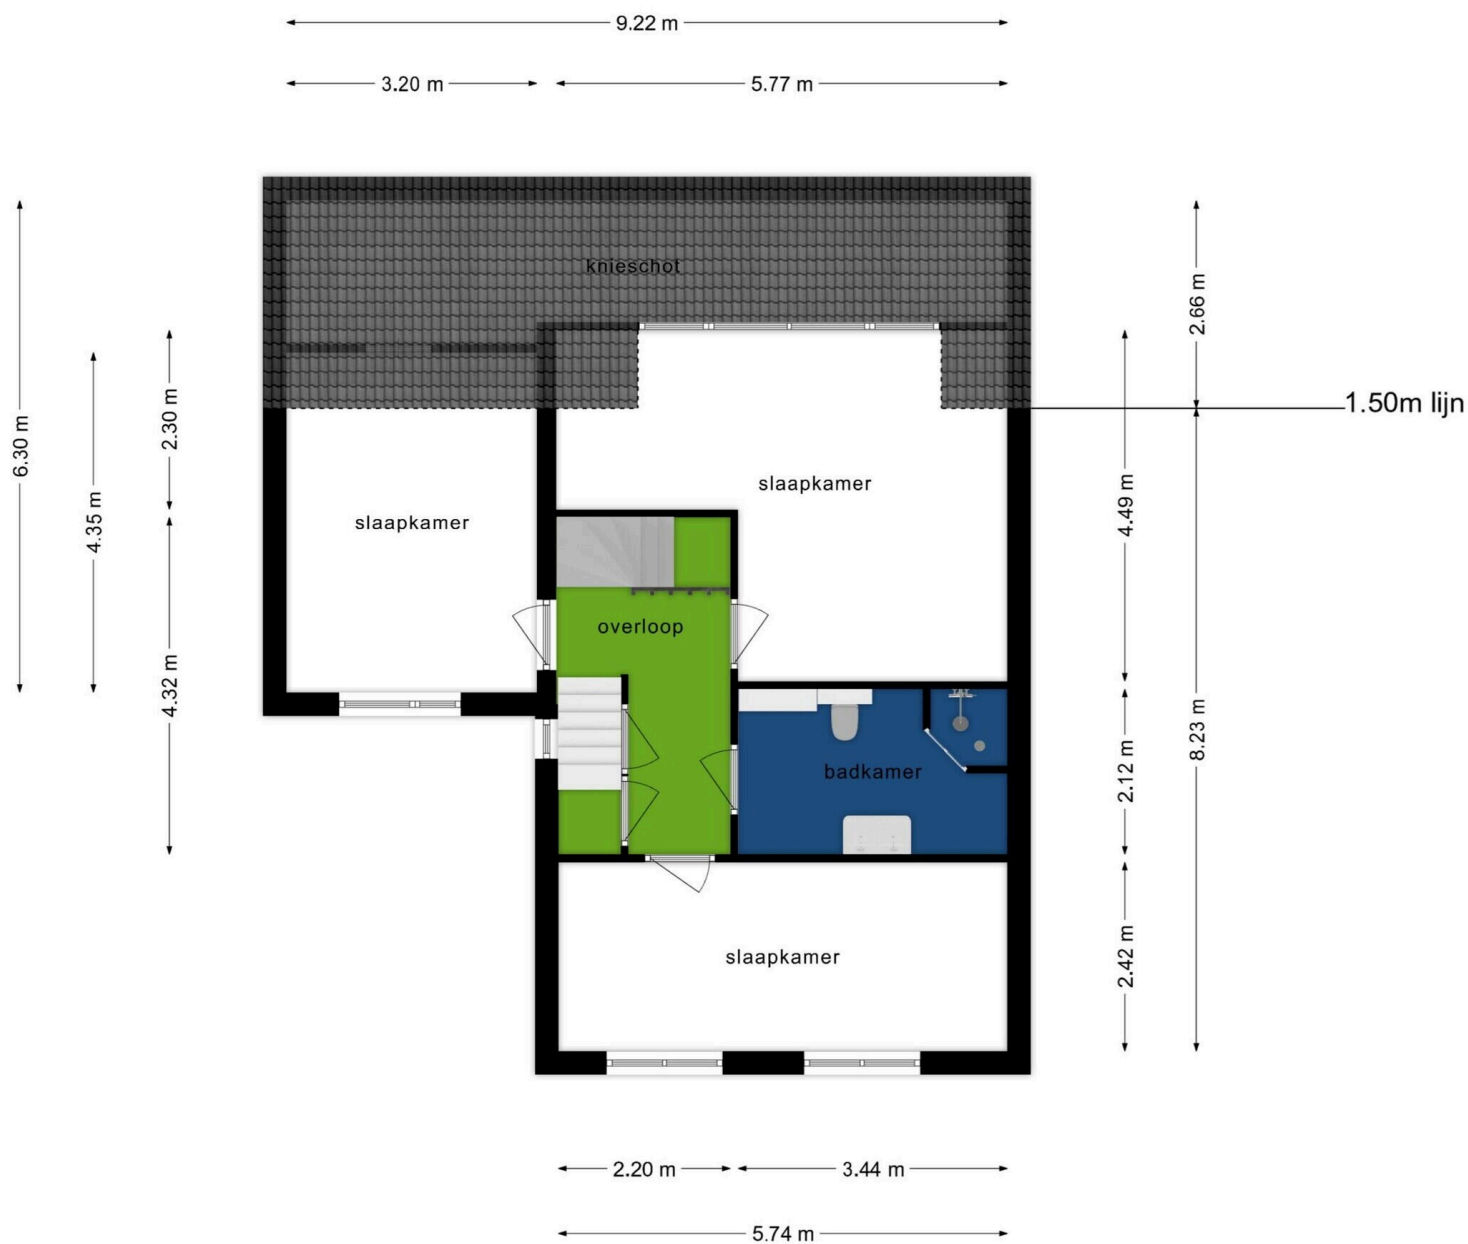 9.22 m
3.20 m
5.77 m
knieschot
2.66 m
6.30 m
2.30 m
4.35 m
1.50m lijn
4.49 m
slaapkamer
slaapkamer
overloop
4.32 m
8.23 m
badkamer
2.12 m
slaapkamer
2.42 m
2.20 m
3.44 m
5.74 m